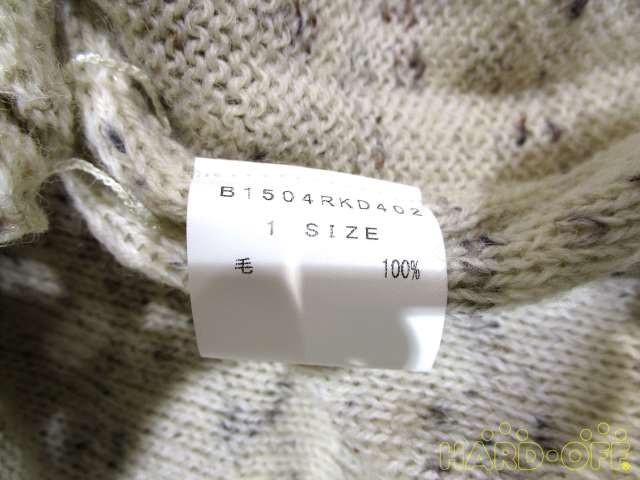 B1504RKD402
1 SIZE
毛 100%
HARD·OFF